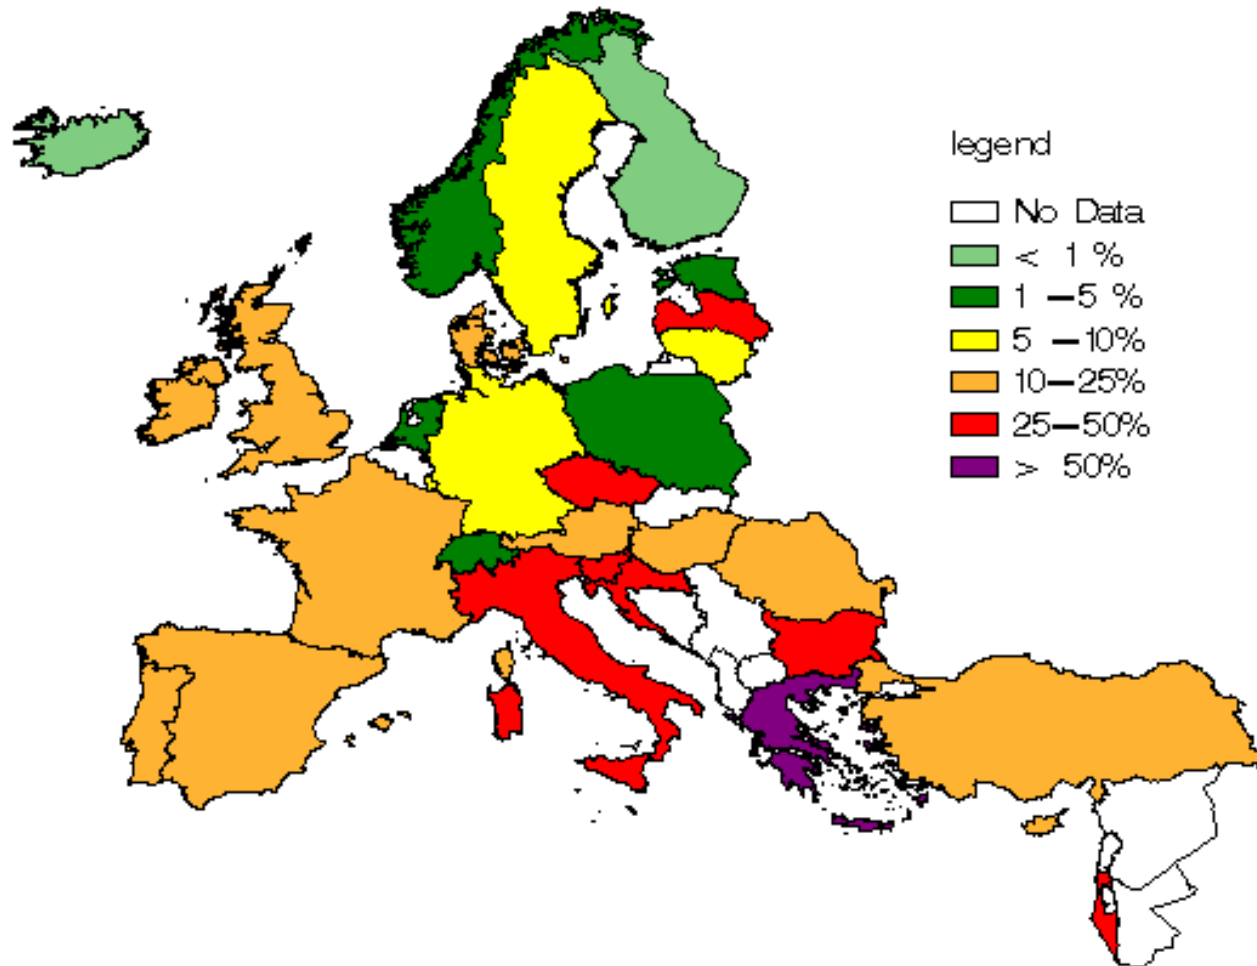 legend
No Data
< 1 %
1 –5 %
5 –10%
10–25%
25–50%
> 50%